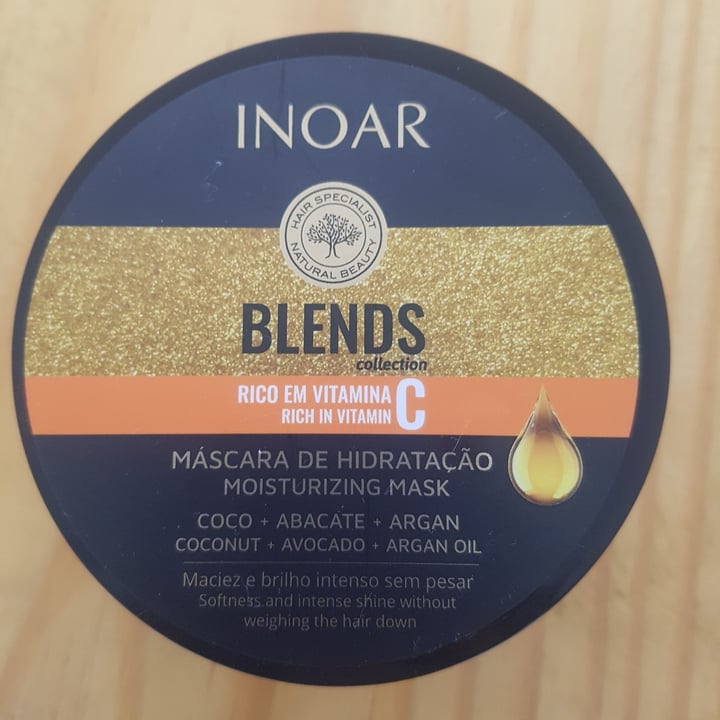 INOAR
HAIR SPECIALIST
NATURAL BEAUTY
BLENDS
collection
RICO EM VITAMINA C
RICH IN VITAMIN
MÁSCARA DE HIDRATAÇÃO
MOISTURIZING MASK
COCO + ABACATE + ARGAN
COCONUT + AVOCADO + ARGAN OIL
Maciez e brilho intenso sem pesar
Softness and intense shine without
weighing the hair down